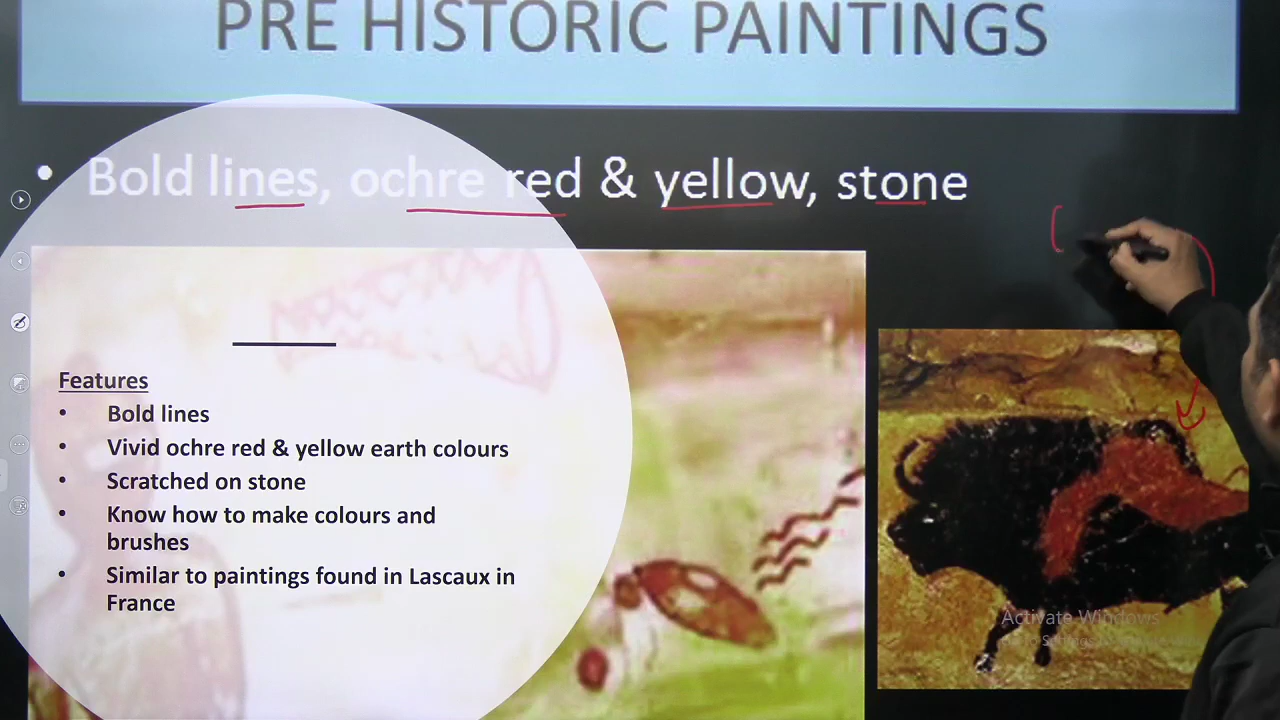 PRE HISTORIC PAINTINGS
• Bold lines, ochre red & yellow, stone
Features
• Bold lines
• Vivid ochre red & yellow earth colours
• Scratched on stone
• Know how to make colours and
brushes
• Similar to paintings found in Lascaux in
France
Activate Windows